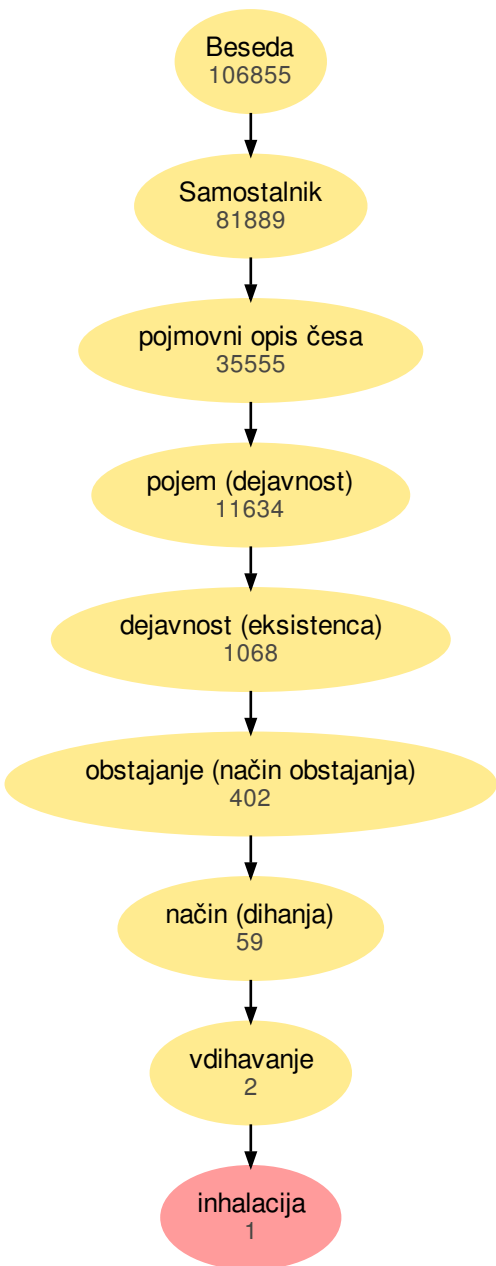 Beseda
106855
Samostalnik
81889
pojmovni opis česa
35555
pojem (dejavnost)
11634
dejavnost (eksistenca)
1068
obstajanje (način obstajanja)
402
način (dihanja)
59
vdihavanje
2
inhalacija
1